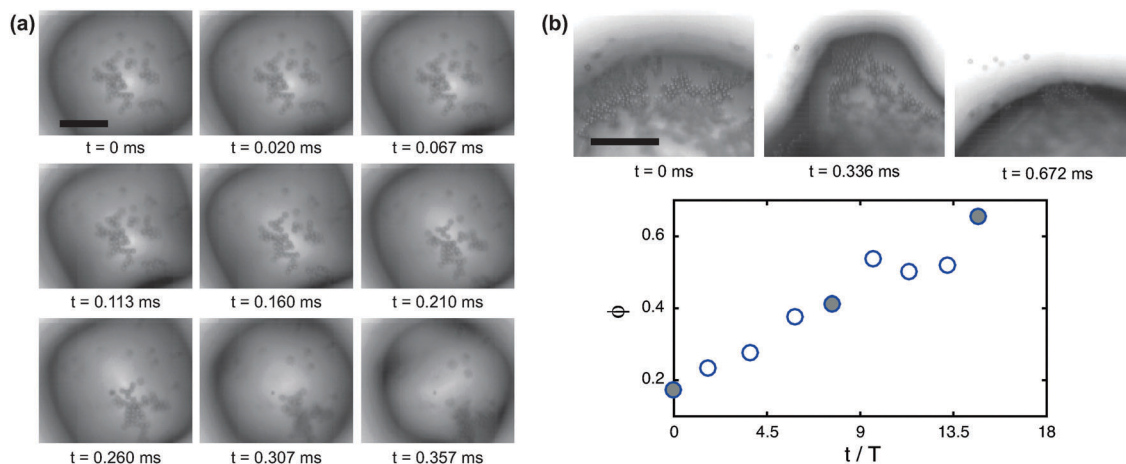 (a)
t = 0 ms
t = 0.020 ms
t = 0.067 ms
t = 0.113 ms
t = 0.160 ms
t = 0.210 ms
t = 0.260 ms
t = 0.307 ms
t = 0.357 ms
(b)
t = 0 ms
t = 0.336 ms
t = 0.672 ms
0.6
0.4
0.2
ϕ
0
4.5
9
13.5
18
t / T